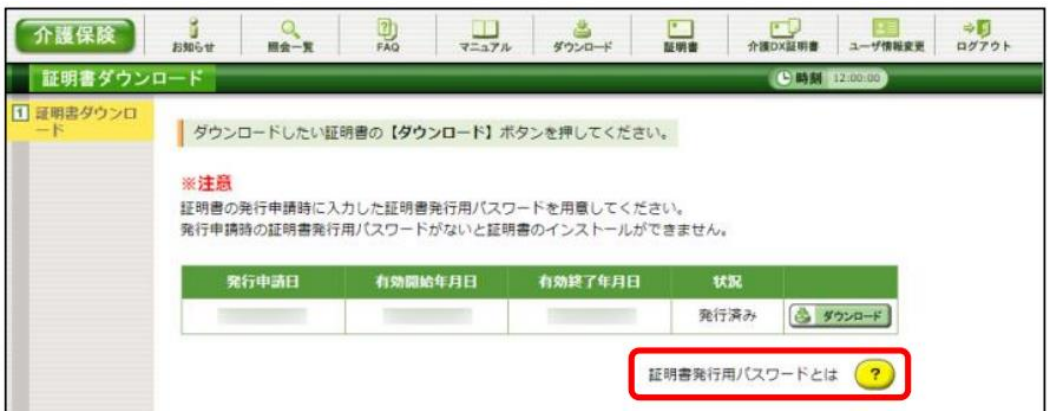 介護保険
お知らせ
照会一覧
FAQ
マニュアル
ダウンロード
証明書
介護DX証明書
ユーザ情報変更
ログアウト
証明書ダウンロード
時刻 12:00:00
1 証明書ダウンロ
ード
ダウンロードしたい証明書の【ダウンロード】ボタンを押してください。
※注意
証明書の発行申請時に入力した証明書発行用パスワードを用意してください。
発行申請時の証明書発行用パスワードがないと証明書のインストールができません。
発行申請日 有効開始年月日 有効終了年月日 状況
発行済み ダウンロード
証明書発行用パスワードとは ?